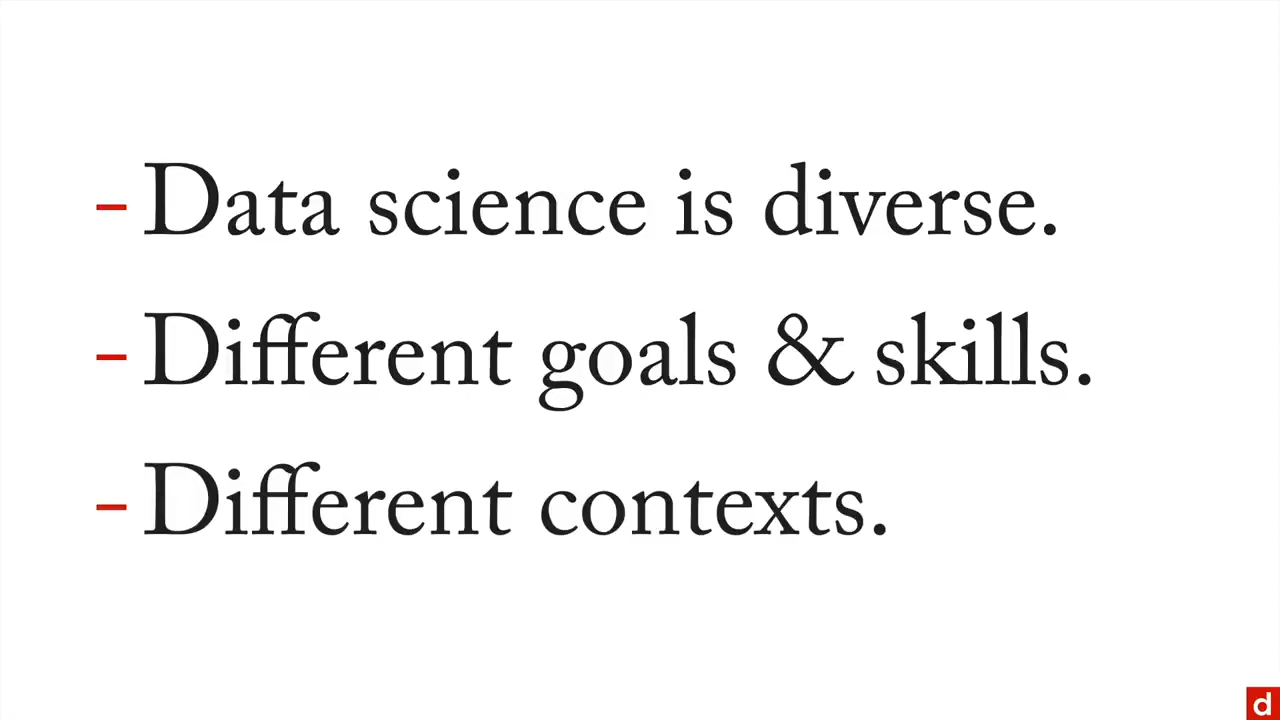 - Data science is diverse.
- Different goals & skills.
- Different contexts.
d